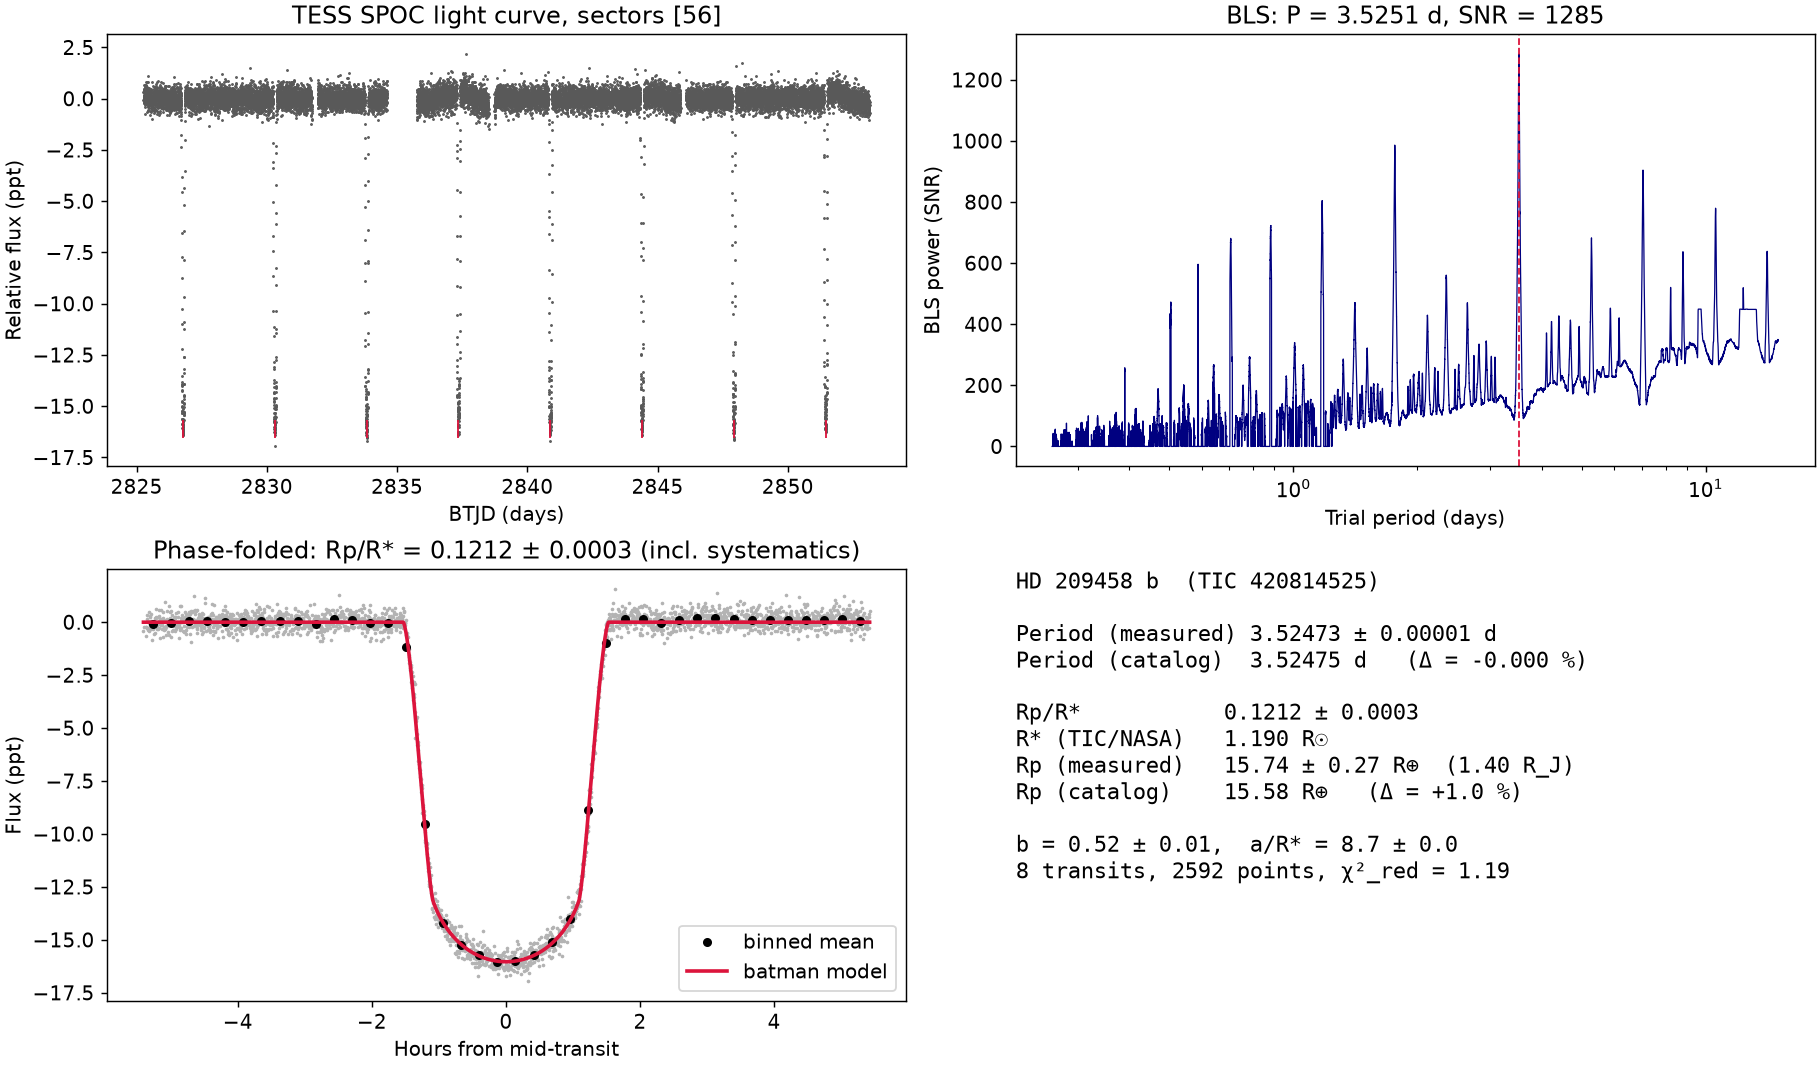 TESS SPOC light curve, sectors [56]
2.5
0.0
−2.5
−5.0
−7.5
−10.0
−12.5
−15.0
−17.5
Relative flux (ppt)
2825
2830
2835
2840
2845
2850
BTJD (days)
BLS: P = 3.5251 d, SNR = 1285
1200
1000
800
600
400
200
0
BLS power (SNR)
10⁰
10¹
Trial period (days)
Phase-folded: Rp/R* = 0.1212 ± 0.0003 (incl. systematics)
0.0
−2.5
−5.0
−7.5
−10.0
−12.5
−15.0
−17.5
Flux (ppt)
binned mean
batman model
−4
−2
0
2
4
Hours from mid-transit
HD 209458 b  (TIC 420814525)
Period (measured) 3.52473 ± 0.00001 d
Period (catalog)  3.52475 d   (Δ = -0.000 %)
Rp/R*           0.1212 ± 0.0003
R* (TIC/NASA)   1.190 R☉
Rp (measured)   15.74 ± 0.27 R⊕  (1.40 R_J)
Rp (catalog)    15.58 R⊕   (Δ = +1.0 %)
b = 0.52 ± 0.01,  a/R* = 8.7 ± 0.0
8 transits, 2592 points, χ²_red = 1.19